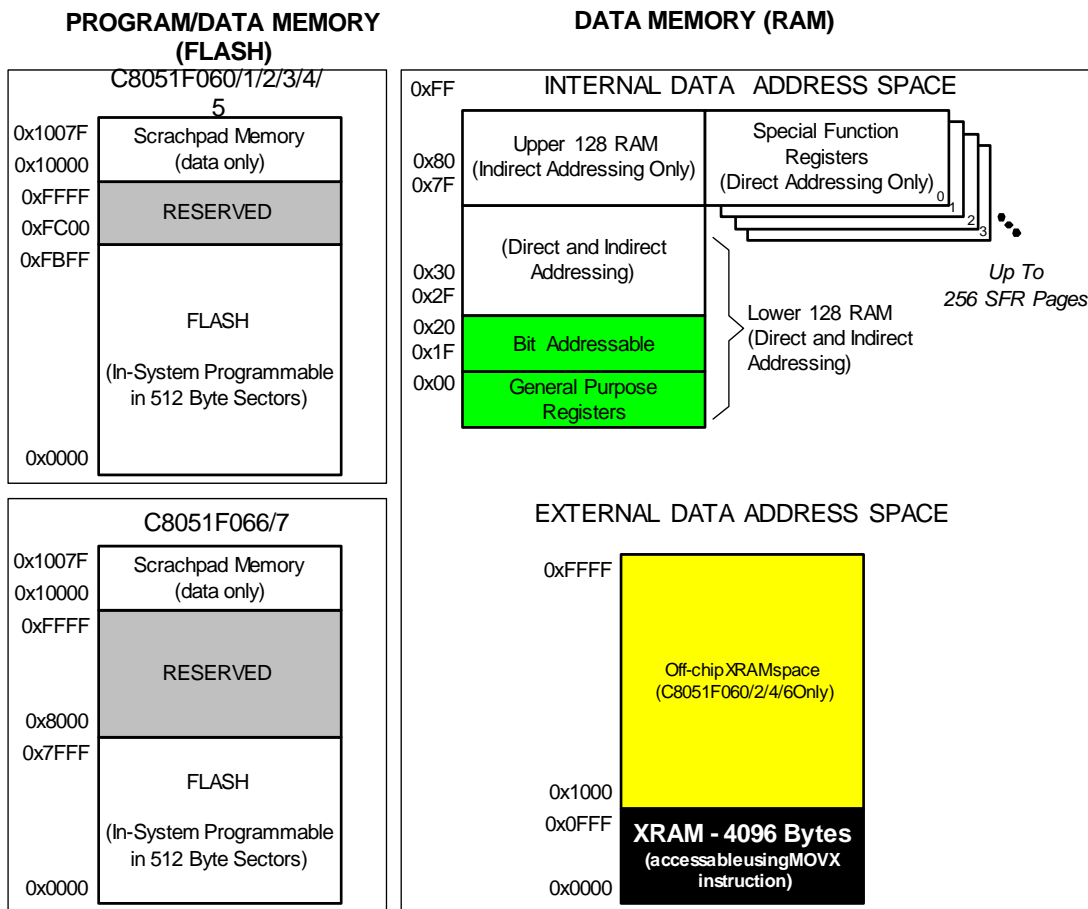 PROGRAM/DATA MEMORY
(FLASH)
C8051F060/1/2/3/4/
5
0x1007F
Scrachpad Memory
(data only)
0x10000
0xFFFF
RESERVED
0xFC00
0xFBFF
FLASH
(In-System Programmable
in 512 Byte Sectors)
0x0000
C8051F066/7
0x1007F
Scrachpad Memory
(data only)
0x10000
0xFFFF
RESERVED
0x8000
0x7FFF
FLASH
(In-System Programmable
in 512 Byte Sectors)
0x0000
DATA MEMORY (RAM)
INTERNAL DATA ADDRESS SPACE
0xFF
Upper 128 RAM
(Indirect Addressing Only)
0x80
0x7F
Special Function
Registers
(Direct Addressing Only)
0
1
2
3
Up To
256 SFR Pages
(Direct and Indirect
Addressing)
0x30
0x2F
0x20
Bit Addressable
0x1F
0x00
General Purpose
Registers
Lower 128 RAM
(Direct and Indirect
Addressing)
EXTERNAL DATA ADDRESS SPACE
0xFFFF
Off-chipXRAMspace
(C8051F060/2/4/6Only)
0x1000
0x0FFF
XRAM - 4096 Bytes
(accessableusingMOVX
instruction)
0x0000